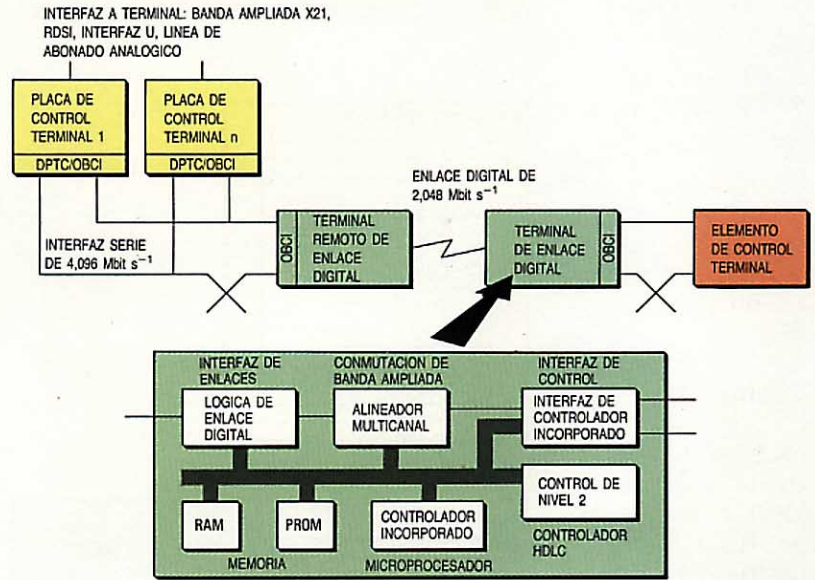 INTERFAZ A TERMINAL: BANDA AMPLIADA X21,
RDSI, INTERFAZ U, LINEA DE
ABONADO ANALOGICO
PLACA DE
CONTROL
TERMINAL 1
DPTC/OBCI
PLACA DE
CONTROL
TERMINAL n
DPTC/OBCI
INTERFAZ SERIE
DE 4,096 Mbit s⁻¹
OBCI
TERMINAL
REMOTO DE
ENLACE
DIGITAL
ENLACE DIGITAL DE
2,048 Mbit s⁻¹
TERMINAL
DE ENLACE
DIGITAL
OBCI
ELEMENTO
DE CONTROL
TERMINAL
INTERFAZ DE
ENLACES
LOGICA DE
ENLACE
DIGITAL
CONMUTACION DE
BANDA AMPLIADA
ALINEADOR
MULTICANAL
INTERFAZ DE
CONTROL
INTERFAZ DE
CONTROLADOR
INCORPORADO
RAM
PROM
MEMORIA
CONTROLADOR
INCORPORADO
MICROPROCESADOR
CONTROL DE
NIVEL 2
CONTROLADOR
HDLC